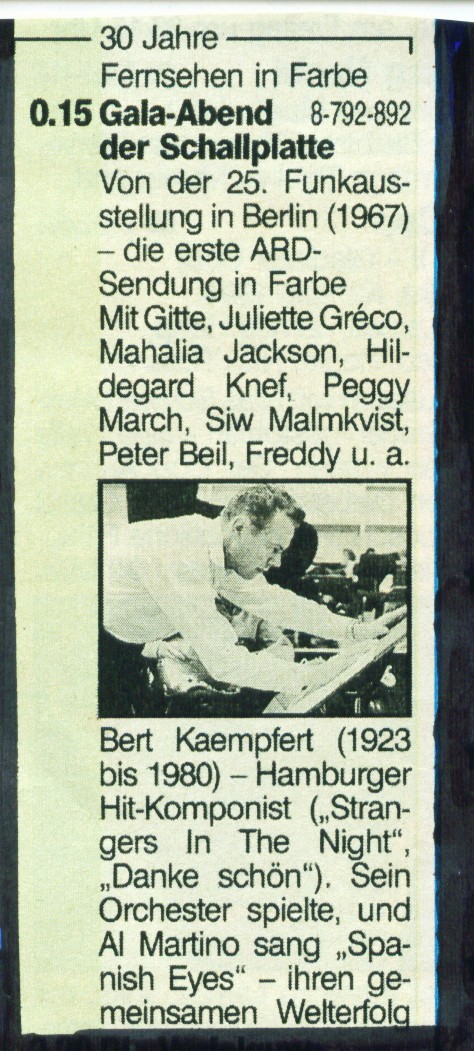 30 Jahre
Fernsehen in Farbe
0.15 Gala-Abend 8-792-892
der Schallplatte
Von der 25. Funkaus-
stellung in Berlin (1967)
– die erste ARD-
Sendung in Farbe
Mit Gitte, Juliette Gréco,
Mahalia Jackson, Hil-
degard Knef, Peggy
March, Siw Malmkvist,
Peter Beil, Freddy u. a.
Bert Kaempfert (1923
bis 1980) – Hamburger
Hit-Komponist („Stran-
gers In The Night“,
„Danke schön“). Sein
Orchester spielte, und
Al Martino sang „Spa-
nish Eyes“ – ihren ge-
meinsamen Welterfolg